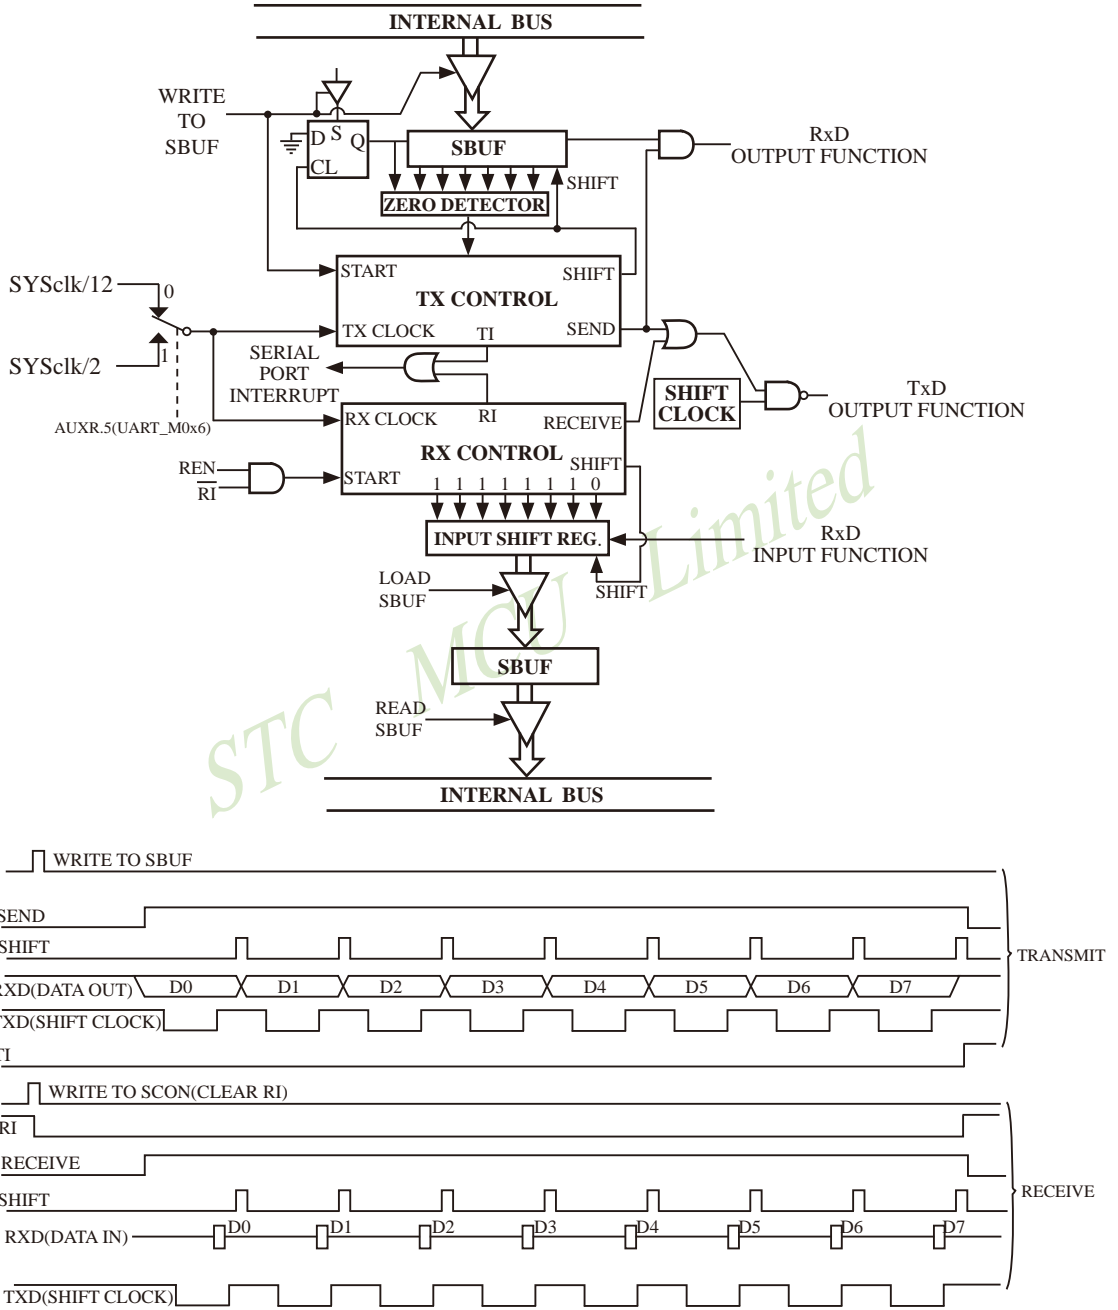 INTERNAL BUS
WRITE
TO
SBUF
D S Q
CL
SBUF
SHIFT
ZERO DETECTOR
RxD
OUTPUT FUNCTION
START
SHIFT
TX CONTROL
TX CLOCK
TI
SEND
SYSclk/12
0
SYSclk/2
1
AUXR.5(UART_M0x6)
SERIAL
PORT
INTERRUPT
SHIFT
CLOCK
TxD
OUTPUT FUNCTION
RX CLOCK
RI
RECEIVE
RX CONTROL
SHIFT
START
1 1 1 1 1 1 1 0
REN
RI
INPUT SHIFT REG.
RxD
INPUT FUNCTION
SHIFT
LOAD
SBUF
SBUF
READ
SBUF
INTERNAL BUS
STC MCU Limited
WRITE TO SBUF
SEND
SHIFT
RXD(DATA OUT) D0 D1 D2 D3 D4 D5 D6 D7
TXD(SHIFT CLOCK)
TI
TRANSMIT
WRITE TO SCON(CLEAR RI)
RI
RECEIVE
SHIFT
RXD(DATA IN) D0 D1 D2 D3 D4 D5 D6 D7
TXD(SHIFT CLOCK)
RECEIVE